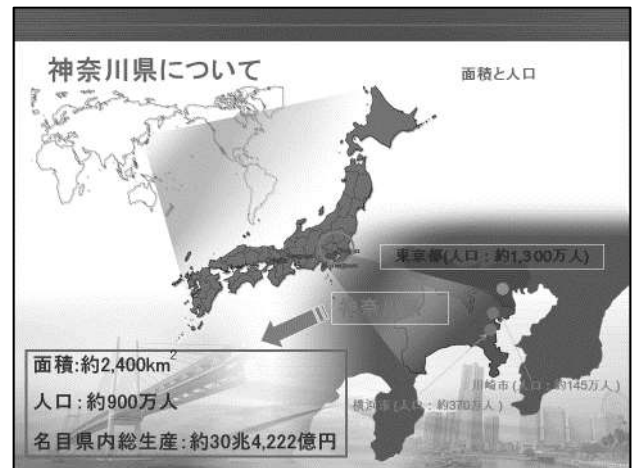 神奈川県について
面積と人口
東京都(人口：約1,300万人)
神奈川
川崎市(人口：約145万人)
横浜市(人口：約370万人)
面積:約2,400km²
人口：約900万人
名目県内総生産：約30兆4,222億円